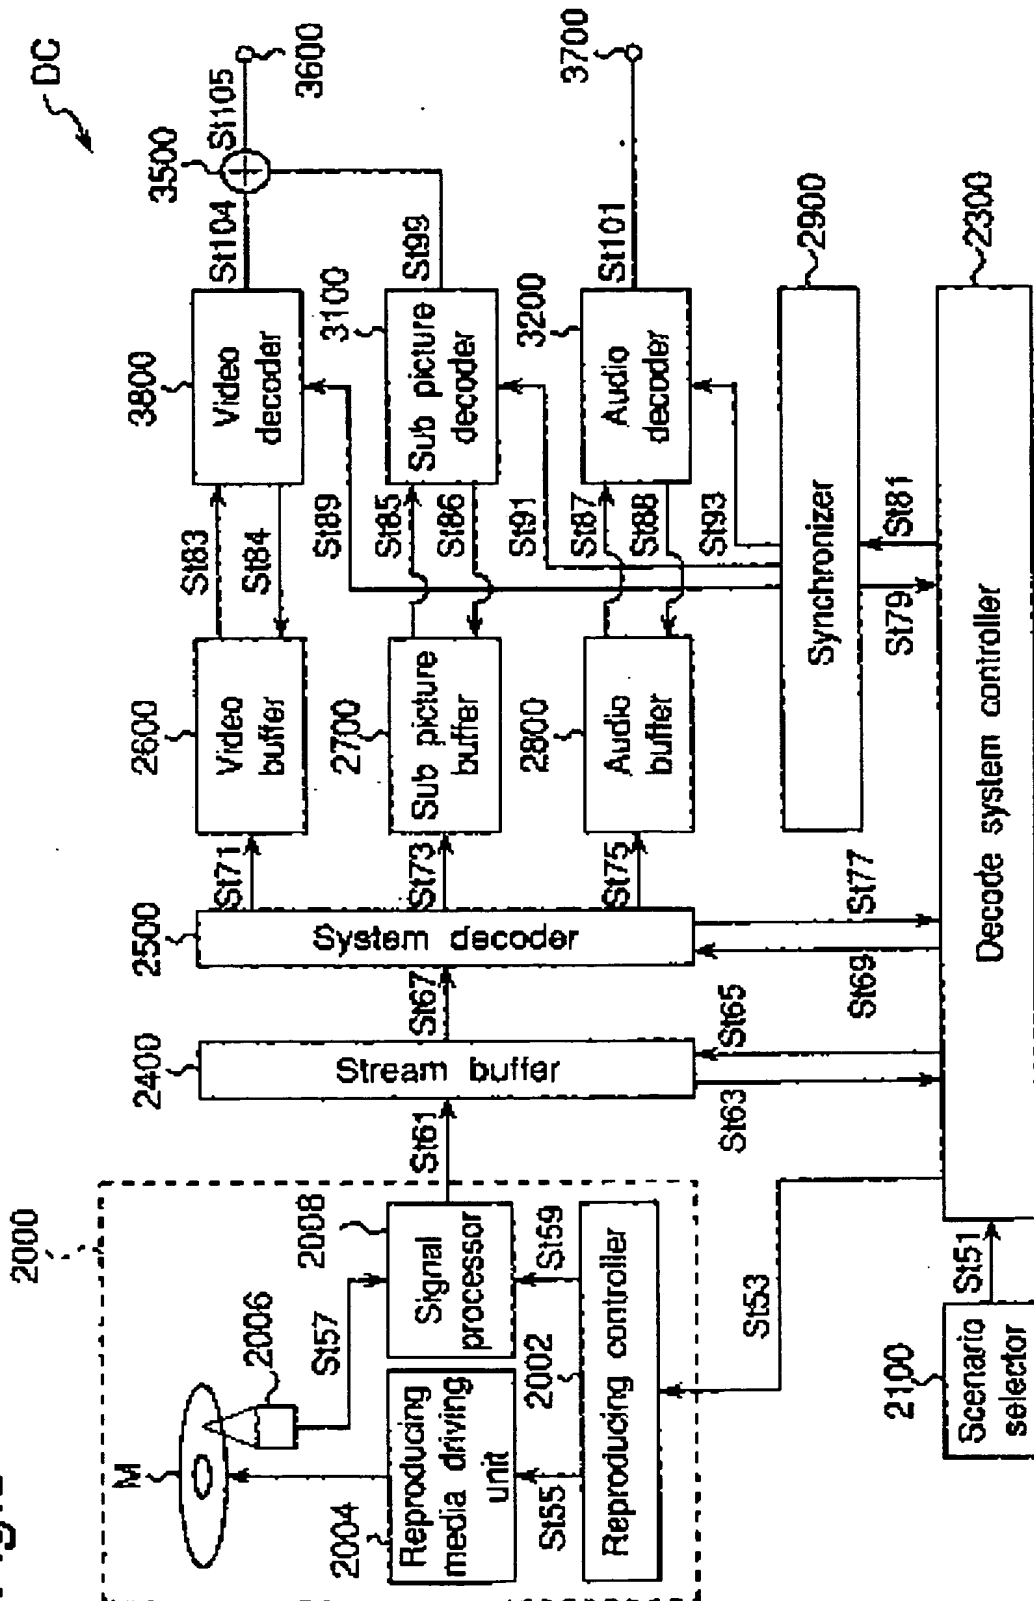 DC
2000
M
2006
2004
Reproducing
media driving
unit
St57
2008
Signal
processor
St55
2002
St59
Reproducing controller
St61
2400
Stream buffer
St63
St65
St67
2500
System decoder
St69
St77
St71
St73
St75
2600
Video
buffer
2700
Sub picture
buffer
2800
Audio
buffer
St83
St84
St89
St85
St86
St91
St87
St88
St93
3800
Video
decoder
3100
Sub picture
decoder
3200
Audio
decoder
St104
3500
St105
3600
St99
St101
3700
Synchronizer
2900
St79
St81
2300
Decode system controller
St53
St51
2100
Scenario
selector